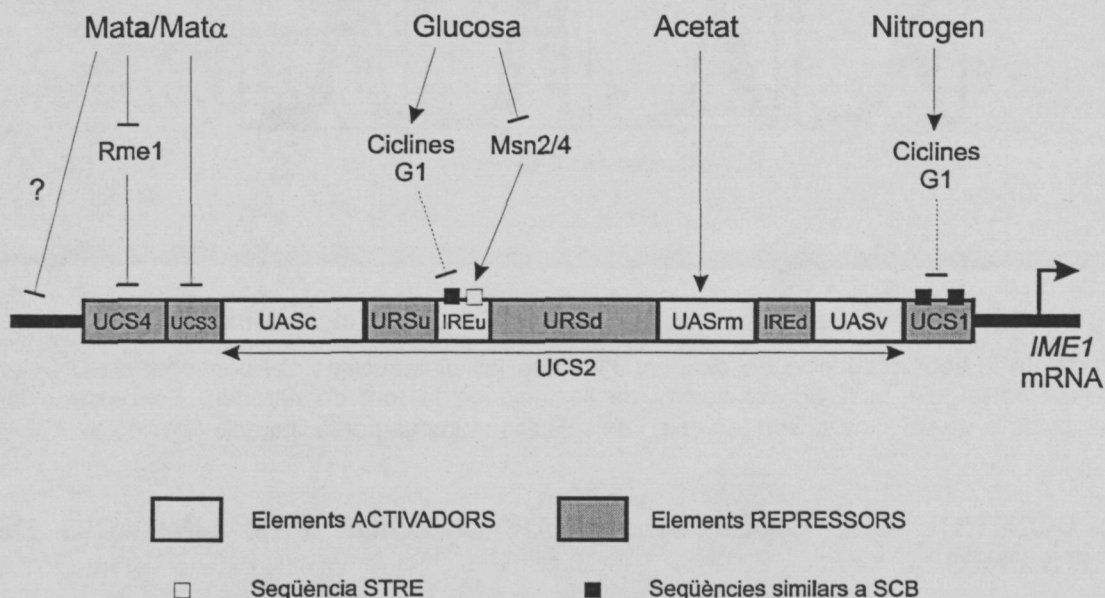 Mata/Matα Glucosa Acetat Nitrogen
Rme1
Ciclines G1
Msn2/4
Ciclines G1
?
UCS4 UCS3 UASc URSu IREu URSd UASrm IREd UASv UCS1
UCS2
IME1 mRNA
Elements ACTIVADORS Elements REPRESSORS
Seqüència STRE Seqüències similars a SCB